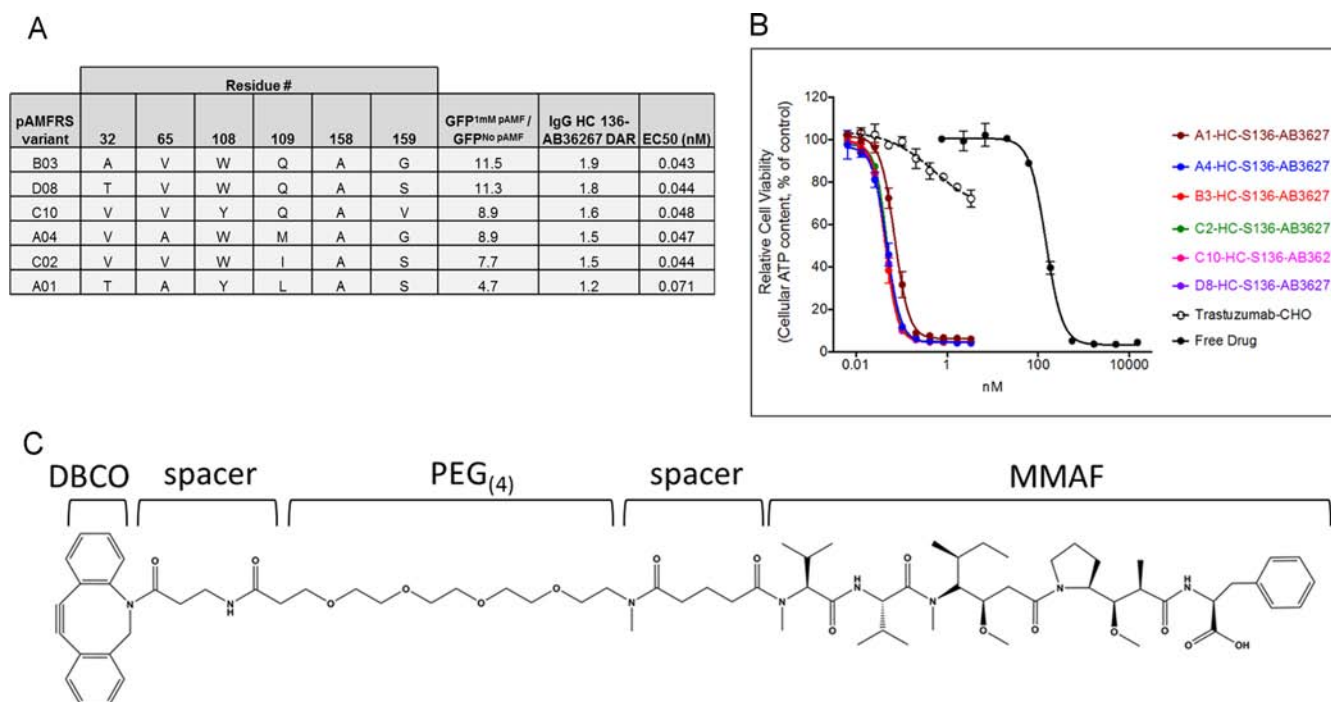 A
Residue #
pAMFRS variant 32 65 108 109 158 159 GFP1mM pAMF / GFPNo pAMF IgG HC 136-AB36267 DAR EC50 (nM)
B03 A V W Q A G 11.5 1.9 0.043
D08 T V W Q A S 11.3 1.8 0.044
C10 V V Y Q A V 8.9 1.6 0.048
A04 V A W M A G 8.9 1.5 0.047
C02 V V W I A S 7.7 1.5 0.044
A01 T A Y L A S 4.7 1.2 0.071
B
Relative Cell Viability
(Cellular ATP content, % of control)
120
100
80
60
40
20
0
0.01 1 100 10000
nM
A1-HC-S136-AB3627
A4-HC-S136-AB3627
B3-HC-S136-AB3627
C2-HC-S136-AB3627
C10-HC-S136-AB362
D8-HC-S136-AB3627
Trastuzumab-CHO
Free Drug
C
DBCO spacer PEG(4) spacer MMAF
O O O O O O O O O O O O
N N H N N H N N N H
O O O O OH